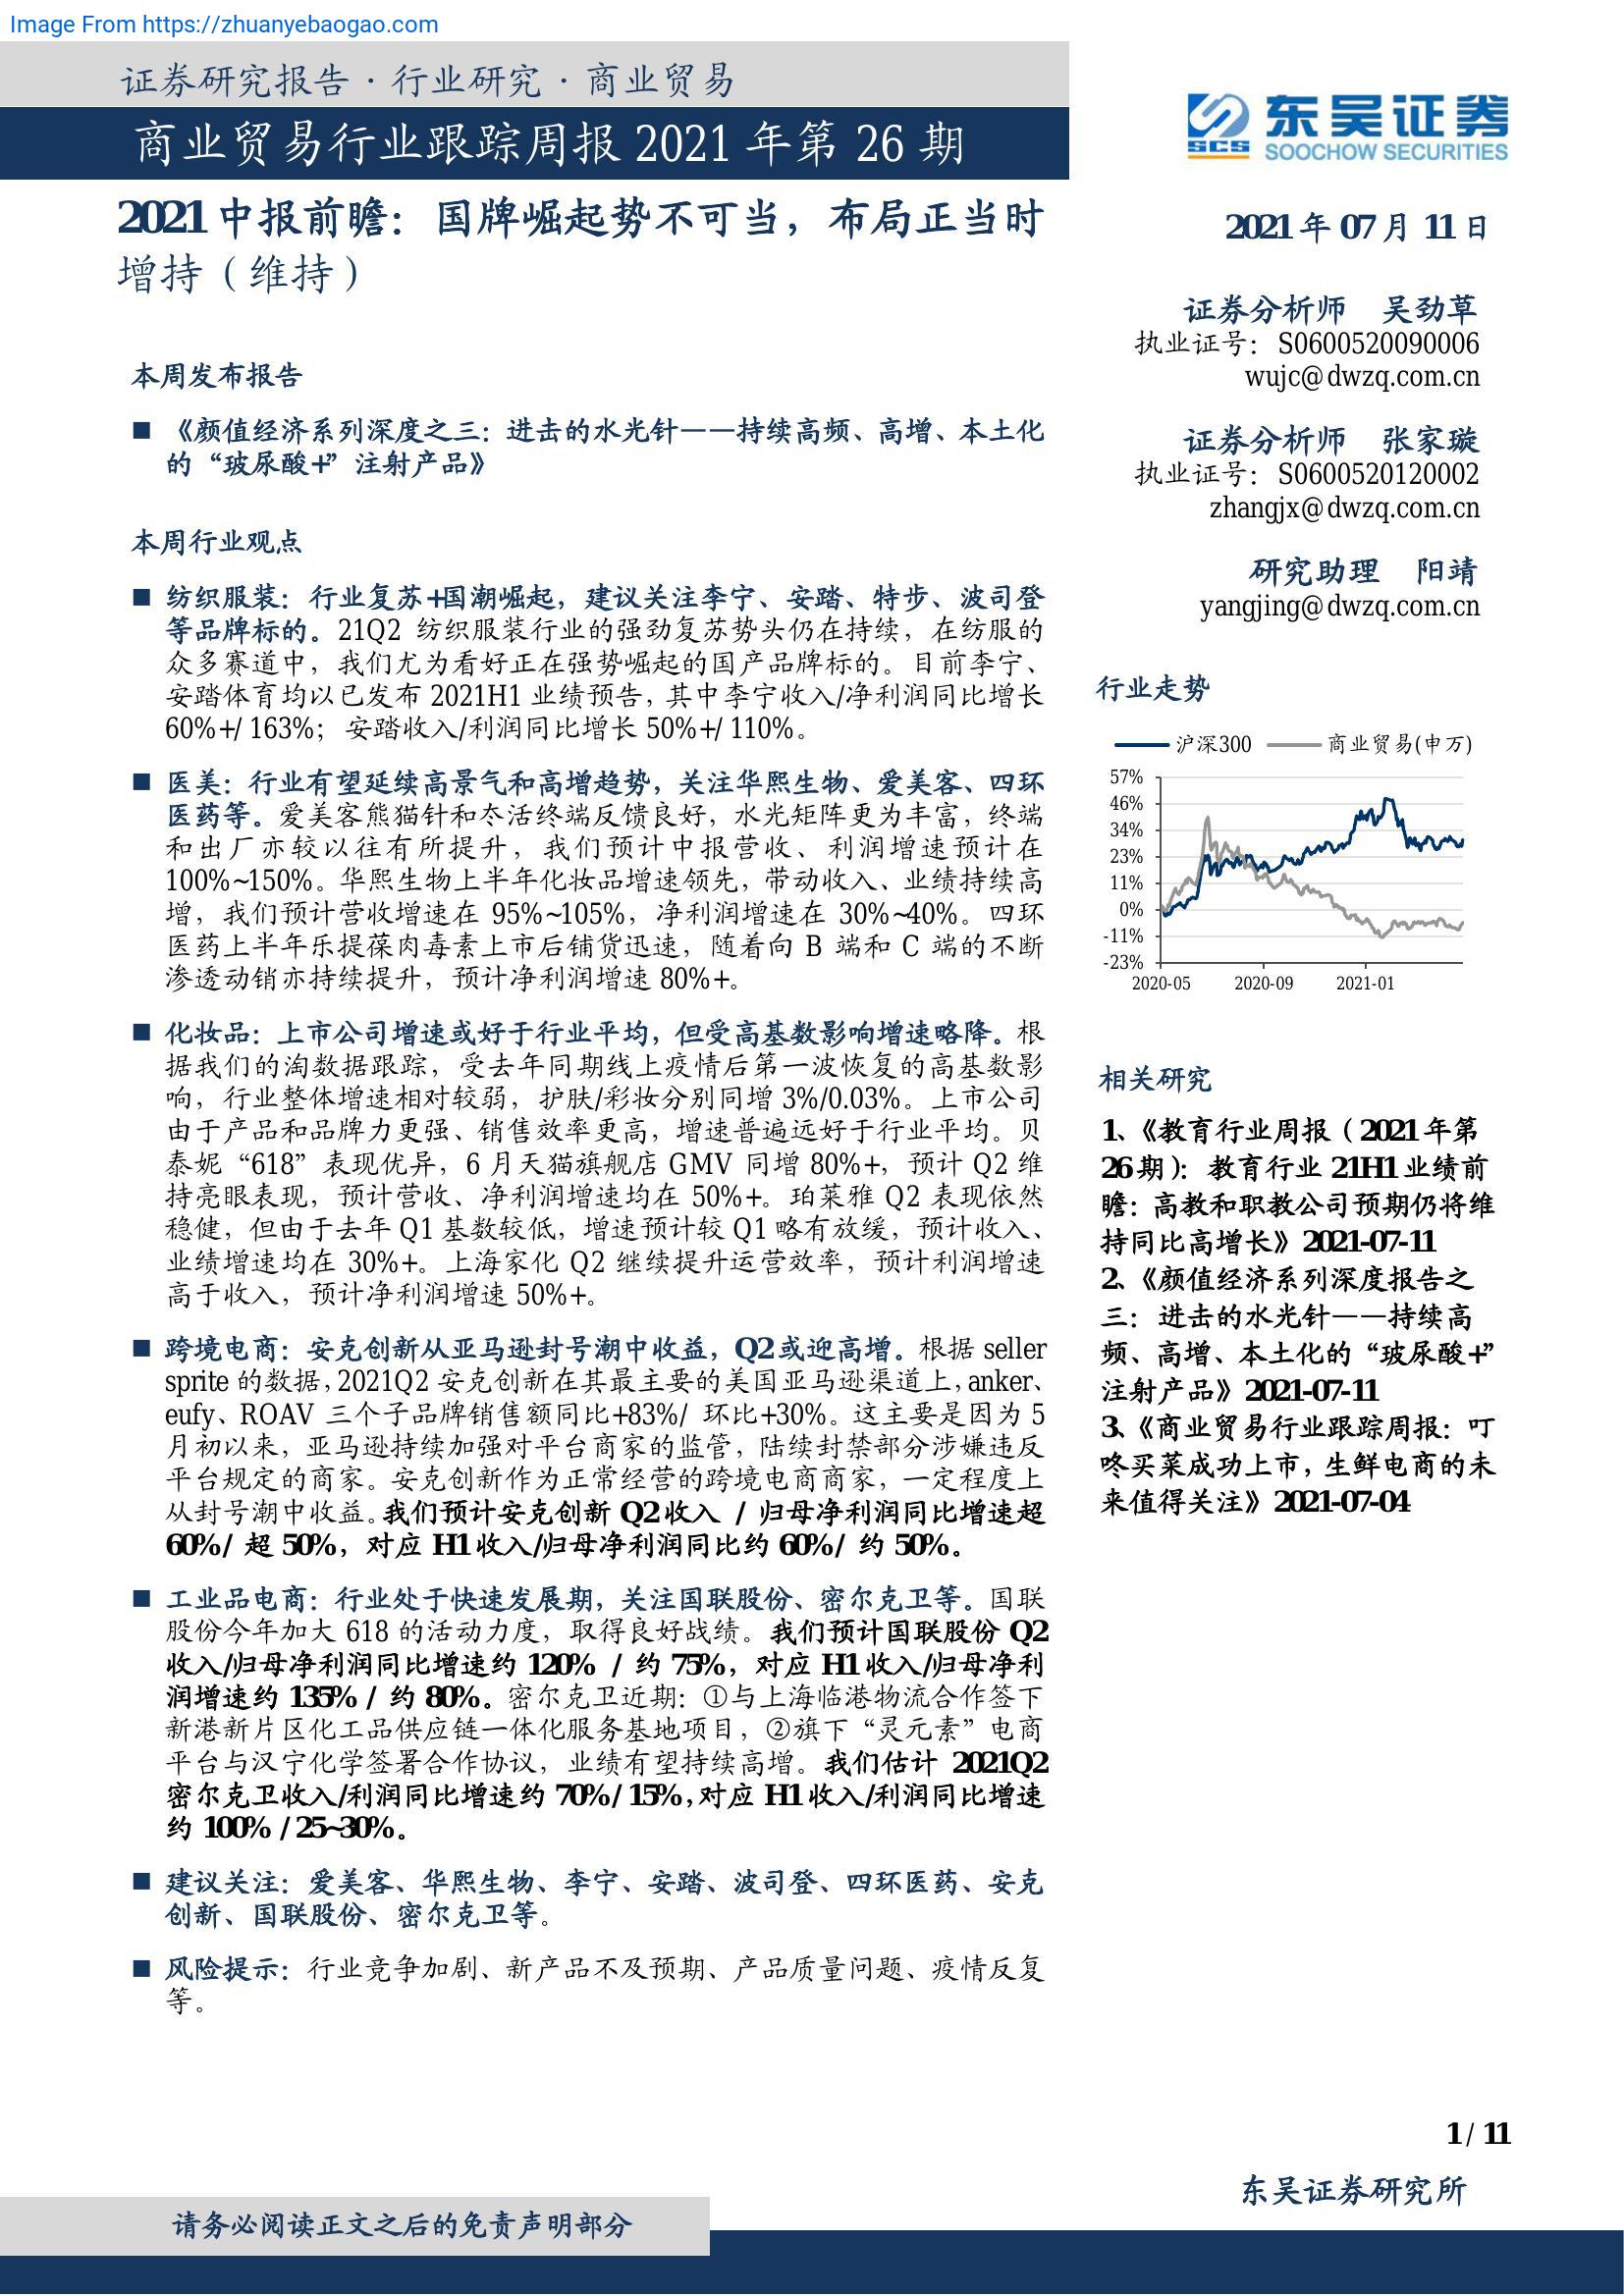 Image From https://zhuanyebaogao.com
证券研究报告·行业研究·商业贸易
商业贸易行业跟踪周报 2021 年第 26 期
东吴证券
SCS SOOCHOW SECURITIES
2021 中报前瞻：国牌崛起势不可当，布局正当时
增持（维持）
本周发布报告
■ 《颜值经济系列深度之三：进击的水光针——持续高频、高增、本土化
的“玻尿酸+”注射产品》
本周行业观点
■ 纺织服装：行业复苏+国潮崛起，建议关注李宁、安踏、特步、波司登
等品牌标的。21Q2 纺织服装行业的强劲复苏势头仍在持续，在纺服的
众多赛道中，我们尤为看好正在强势崛起的国产品牌标的。目前李宁、
安踏体育均以已发布 2021H1 业绩预告，其中李宁收入/净利润同比增长
60%+/ 163%；安踏收入/利润同比增长 50%+/ 110%。
■ 医美：行业有望延续高景气和高增趋势，关注华熙生物、爱美客、四环
医药等。爱美客熊猫针和冭活终端反馈良好，水光矩阵更为丰富，终端
和出厂亦较以往有所提升，我们预计中报营收、利润增速预计在
100%~150%。华熙生物上半年化妆品增速领先，带动收入、业绩持续高
增，我们预计营收增速在 95%~105%，净利润增速在 30%~40%。四环
医药上半年乐提葆肉毒素上市后铺货迅速，随着向 B 端和 C 端的不断
渗透动销亦持续提升，预计净利润增速 80%+。
■ 化妆品：上市公司增速或好于行业平均，但受高基数影响增速略降。根
据我们的淘数据跟踪，受去年同期线上疫情后第一波恢复的高基数影
响，行业整体增速相对较弱，护肤/彩妆分别同增 3%/0.03%。上市公司
由于产品和品牌力更强、销售效率更高，增速普遍远好于行业平均。贝
泰妮“618”表现优异，6 月天猫旗舰店 GMV 同增 80%+，预计 Q2 维
持亮眼表现，预计营收、净利润增速均在 50%+。珀莱雅 Q2 表现依然
稳健，但由于去年 Q1 基数较低，增速预计较 Q1 略有放缓，预计收入、
业绩增速均在 30%+。上海家化 Q2 继续提升运营效率，预计利润增速
高于收入，预计净利润增速 50%+。
■ 跨境电商：安克创新从亚马逊封号潮中收益，Q2 或迎高增。根据 seller
sprite 的数据，2021Q2 安克创新在其最主要的美国亚马逊渠道上，anker、
eufy、ROAV 三个子品牌销售额同比+83%/ 环比+30%。这主要是因为 5
月初以来，亚马逊持续加强对平台商家的监管，陆续封禁部分涉嫌违反
平台规定的商家。安克创新作为正常经营的跨境电商商家，一定程度上
从封号潮中收益。我们预计安克创新 Q2 收入 / 归母净利润同比增速超
60%/ 超 50%，对应 H1 收入/归母净利润同比约 60%/ 约 50%。
■ 工业品电商：行业处于快速发展期，关注国联股份、密尔克卫等。国联
股份今年加大 618 的活动力度，取得良好战绩。我们预计国联股份 Q2
收入/归母净利润同比增速约 120% / 约 75%，对应 H1 收入/归母净利
润增速约 135% / 约 80%。密尔克卫近期：①与上海临港物流合作签下
新港新片区化工品供应链一体化服务基地项目，②旗下“灵元素”电商
平台与汉宁化学签署合作协议，业绩有望持续高增。我们估计 2021Q2
密尔克卫收入/利润同比增速约 70%/ 15%，对应 H1 收入/利润同比增速
约 100% / 25~30%。
■ 建议关注：爱美客、华熙生物、李宁、安踏、波司登、四环医药、安克
创新、国联股份、密尔克卫等。
■ 风险提示：行业竞争加剧、新产品不及预期、产品质量问题、疫情反复
等。
2021 年 07 月 11 日
证券分析师 吴劲草
执业证号：S0600520090006
wujc@dwzq.com.cn
证券分析师 张家璇
执业证号：S0600520120002
zhangjx@dwzq.com.cn
研究助理 阳靖
yangjing@dwzq.com.cn
行业走势
沪深300 商业贸易(申万)
57%
46%
34%
23%
11%
0%
-11%
-23%
2020-05 2020-09 2021-01
相关研究
1、《教育行业周报（2021 年第
26 期）：教育行业 21H1 业绩前
瞻：高教和职教公司预期仍将维
持同比高增长》2021-07-11
2、《颜值经济系列深度报告之
三：进击的水光针——持续高
频、高增、本土化的“玻尿酸+”
注射产品》2021-07-11
3、《商业贸易行业跟踪周报：叮
咚买菜成功上市，生鲜电商的未
来值得关注》2021-07-04
1 / 11
东吴证券研究所
请务必阅读正文之后的免责声明部分